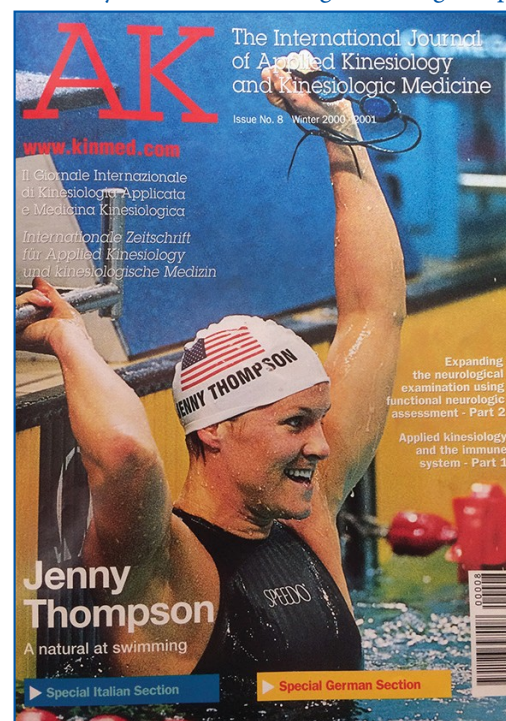 AK
The International Journal
of Applied Kinesiology
and Kinesiologic Medicine
Issue No. 8 Winter 2000 - 2001
www.kinmed.com
Il Giornale Internazionale
di Kinesiologia Applicata
e Medicina Kinesiologica
Internationale Zeitschrift
für Applied Kinesiology
und kinesiologische Medizin
JENNY THOMPSON
Expanding
the neurological
examination using
functional neurologic
assessment - Part 2
Applied kinesiology
and the immune
system - Part 1
SPEEDO
Jenny
Thompson
A natural at swimming
00008
Special Italian Section
Special German Section